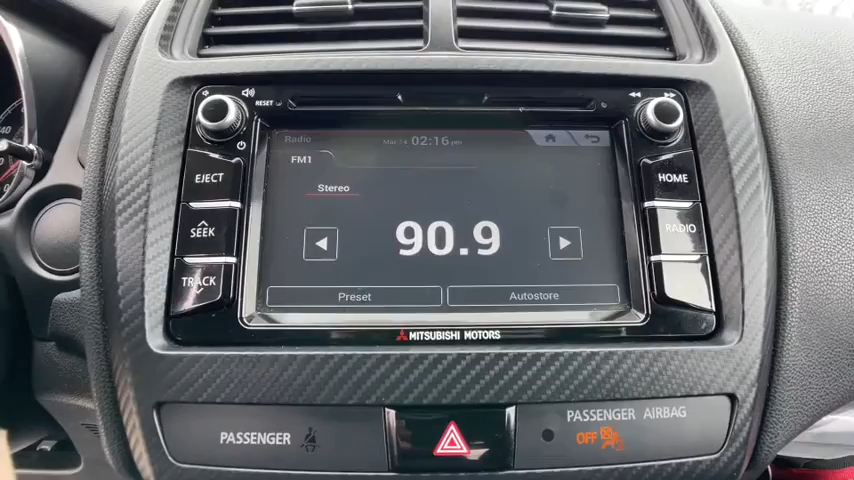 RESET
Radio
Mar 14 02:16 pm
FM1
Stereo
90.9
Preset
Autostore
EJECT
SEEK
TRACK
HOME
RADIO
MITSUBISHI MOTORS
PASSENGER
PASSENGER AIRBAG
OFF